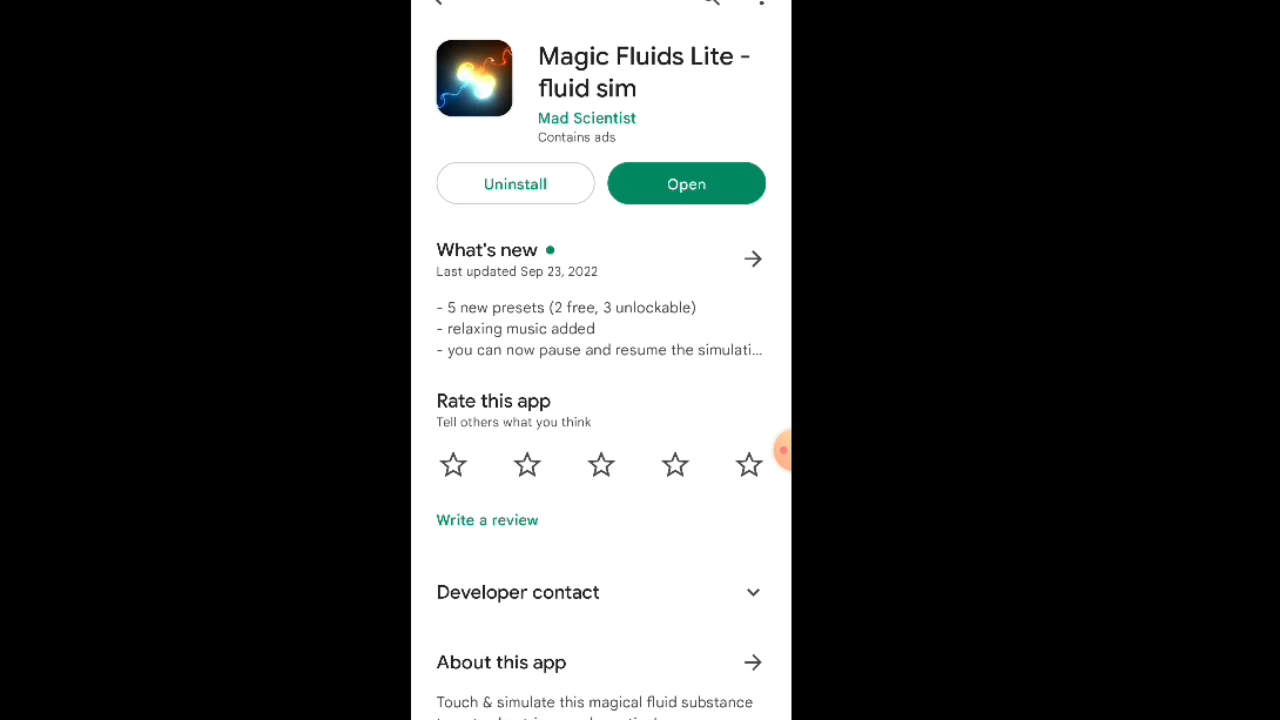 Magic Fluids Lite -
fluid sim
Mad Scientist
Contains ads
Uninstall
Open
What's new
Last updated Sep 23, 2022
- 5 new presets (2 free, 3 unlockable)
- relaxing music added
- you can now pause and resume the simulati...
Rate this app
Tell others what you think
Write a review
Developer contact
About this app
Touch & simulate this magical fluid substance